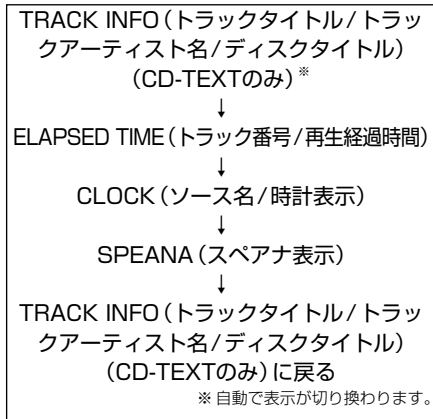 TRACK INFO（トラックタイトル/トラッ
クアーティスト名/ディスクタイトル）
（CD-TEXTのみ）※
↓
ELAPSED TIME（トラック番号/再生経過時間）
↓
CLOCK（ソース名/時計表示）
↓
SPEANA（スペアナ表示）
↓
TRACK INFO（トラックタイトル/トラッ
クアーティスト名/ディスクタイトル）
（CD-TEXTのみ）に戻る
※自動で表示が切り換わります。